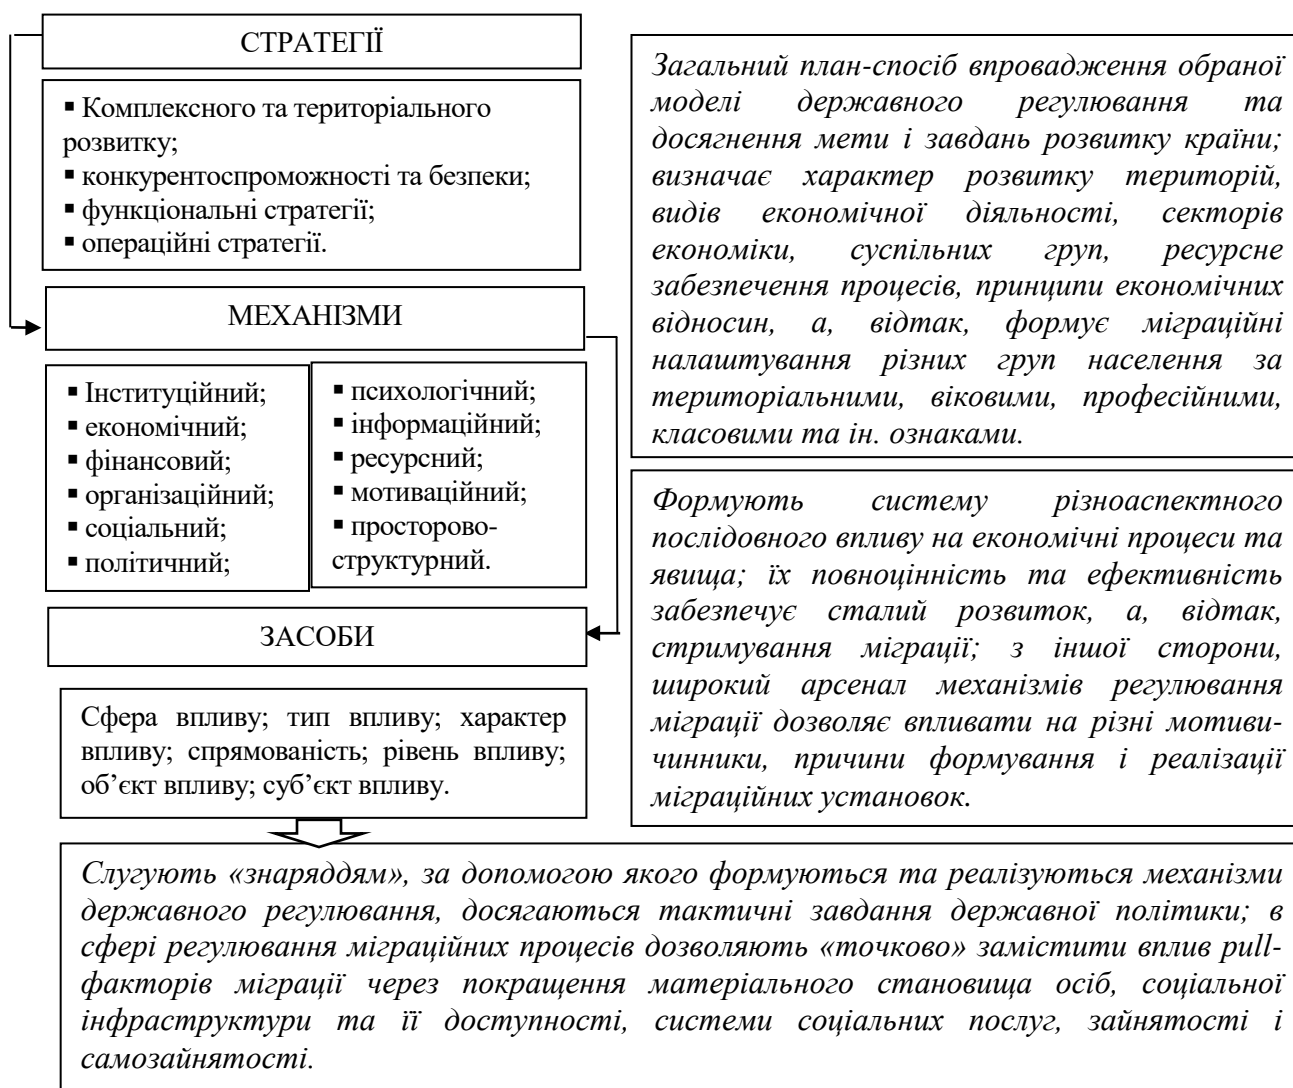 СТРАТЕГІЇ
▪ Комплексного та територіального
розвитку;
▪ конкурентоспроможності та безпеки;
▪ функціональні стратегії;
▪ операційні стратегії.
Загальний план-спосіб впровадження обраної
моделі державного регулювання та
досягнення мети і завдань розвитку країни;
визначає характер розвитку територій,
видів економічної діяльності, секторів
економіки, суспільних груп, ресурсне
забезпечення процесів, принципи економічних
відносин, а, відтак, формує міграційні
налаштування різних груп населення за
територіальними, віковими, професійними,
класовими та ін. ознаками.
МЕХАНІЗМИ
▪ Інституційний;
▪ економічний;
▪ фінансовий;
▪ організаційний;
▪ соціальний;
▪ політичний;
▪ психологічний;
▪ інформаційний;
▪ ресурсний;
▪ мотиваційний;
▪ просторово-
структурний.
Формують систему різноаспектного
послідовного впливу на економічні процеси та
явища; їх повноцінність та ефективність
забезпечує сталий розвиток, а, відтак,
стримування міграції; з іншої сторони,
широкий арсенал механізмів регулювання
міграції дозволяє впливати на різні мотиви-
чинники, причини формування і реалізації
міграційних установок.
ЗАСОБИ
Сфера впливу; тип впливу; характер
впливу; спрямованість; рівень впливу;
об’єкт впливу; суб’єкт впливу.
Слугують «знаряддям», за допомогою якого формуються та реалізуються механізми
державного регулювання, досягаються тактичні завдання державної політики; в
сфері регулювання міграційних процесів дозволяють «точково» замістити вплив pull-
факторів міграції через покращення матеріального становища осіб, соціальної
інфраструктури та її доступності, системи соціальних послуг, зайнятості і
самозайнятості.